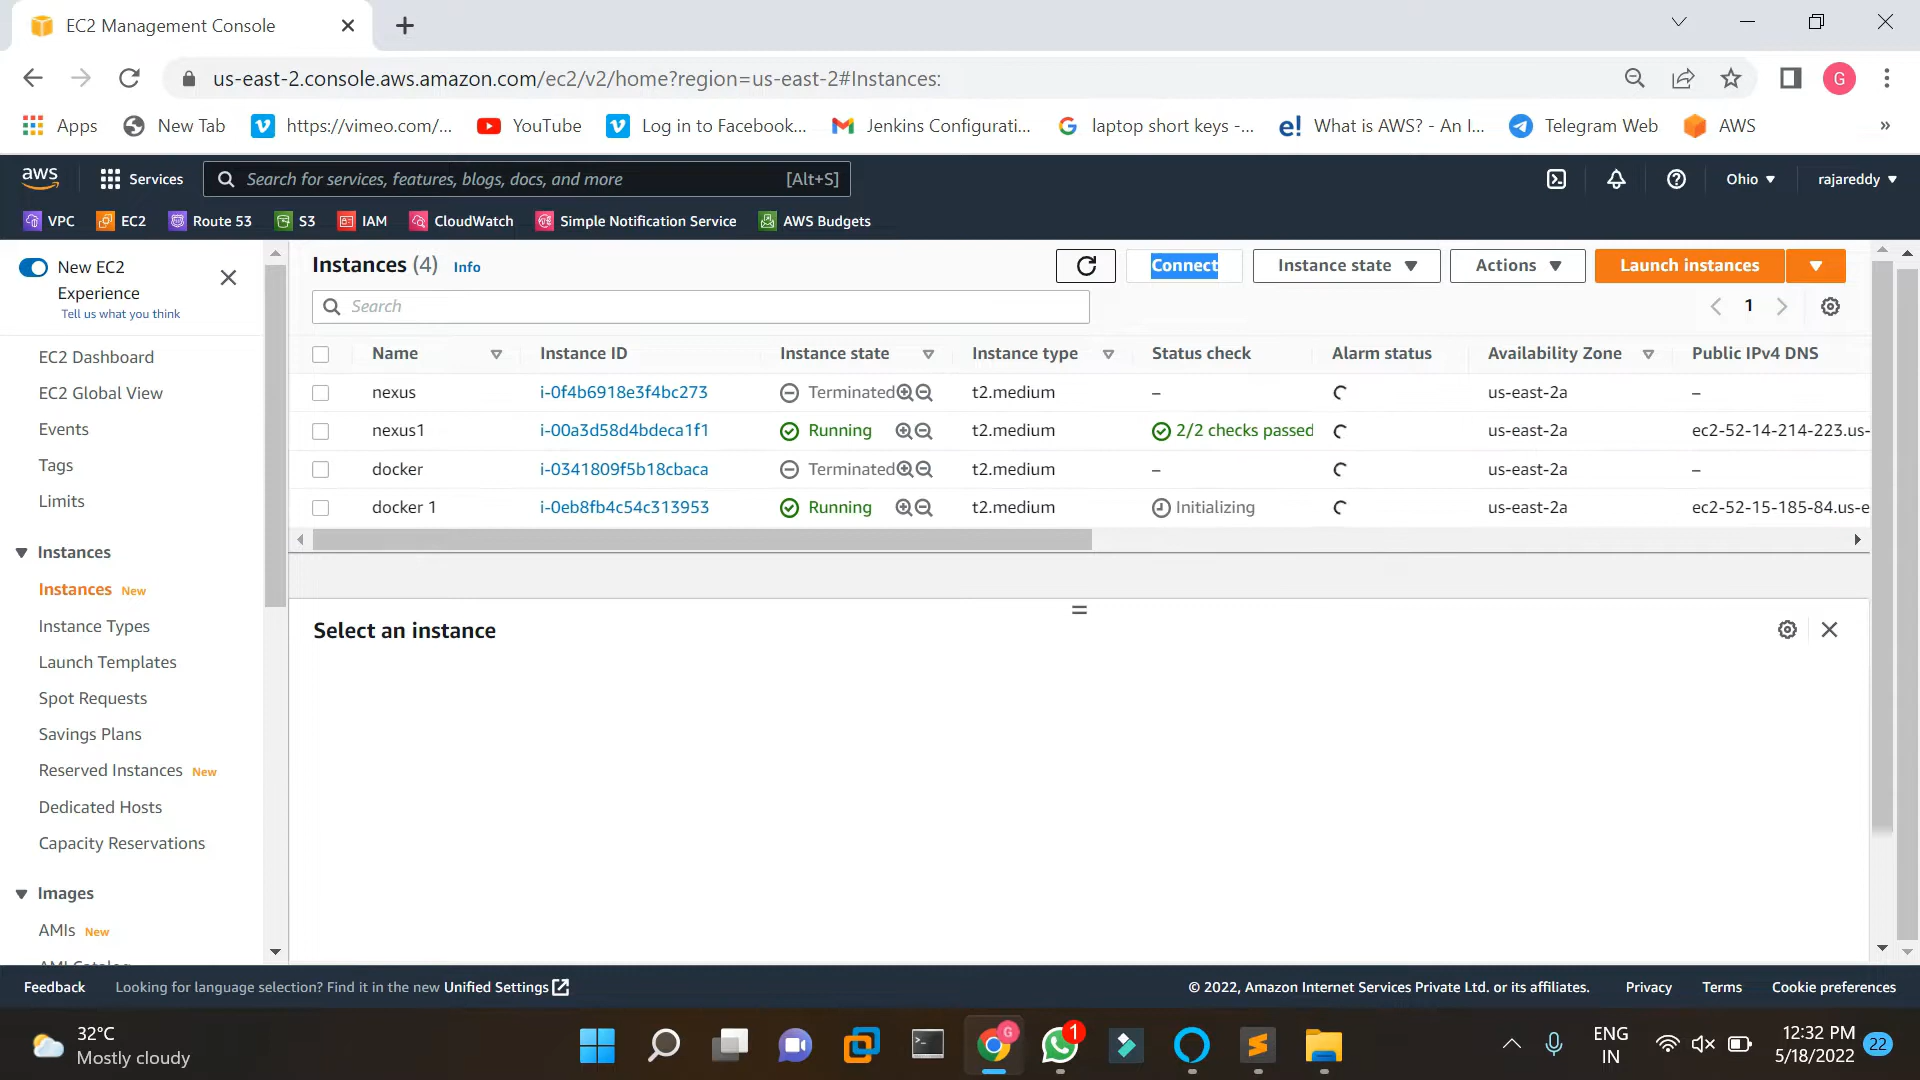 EC2 Management Console
us-east-2.console.aws.amazon.com/ec2/v2/home?region=us-east-2#Instances:
G
Apps
New Tab
https://vimeo.com/...
YouTube
Log in to Facebook...
Jenkins Configurati...
laptop short keys -...
What is AWS? - An I...
Telegram Web
AWS
»
aws
Services
Search for services, features, blogs, docs, and more
[Alt+S]
Ohio
rajareddy
VPC
EC2
Route 53
S3
IAM
CloudWatch
Simple Notification Service
AWS Budgets
New EC2
Experience
Tell us what you think
EC2 Dashboard
EC2 Global View
Events
Tags
Limits
Instances
Instances New
Instance Types
Launch Templates
Spot Requests
Savings Plans
Reserved Instances New
Dedicated Hosts
Capacity Reservations
Images
AMIs New
AMI Catalog
Instances (4) Info
Connect
Instance state
Actions
Launch instances
Search
1
Name Instance ID Instance state Instance type Status check Alarm status Availability Zone Public IPv4 DNS
nexus i-0f4b6918e3f4bc273 Terminated t2.medium – us-east-2a –
nexus1 i-00a3d58d4bdeca1f1 Running t2.medium 2/2 checks passed us-east-2a ec2-52-14-214-223.us-
docker i-0341809f5b18cbaca Terminated t2.medium – us-east-2a –
docker 1 i-0eb8fb4c54c313953 Running t2.medium Initializing us-east-2a ec2-52-15-185-84.us-e
Select an instance
Feedback
Looking for language selection? Find it in the new Unified Settings
© 2022, Amazon Internet Services Private Ltd. or its affiliates.
Privacy
Terms
Cookie preferences
32°C
Mostly cloudy
G
1
ENG
IN
12:32 PM
5/18/2022
22